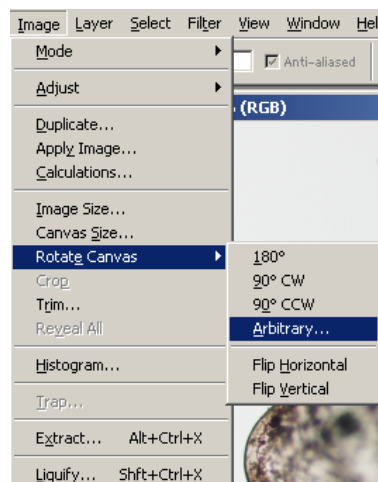 Image Layer Select Filter View Window Hel
Mode
Anti-aliased
Adjust
(RGB)
Duplicate...
Apply Image...
Calculations...
Image Size...
Canvas Size...
Rotate Canvas
180°
Crop
90° CW
Trim...
90° CCW
Reveal All
Arbitrary...
Histogram...
Flip Horizontal
Flip Vertical
Trap...
Extract... Alt+Ctrl+X
Liquify... Shft+Ctrl+X